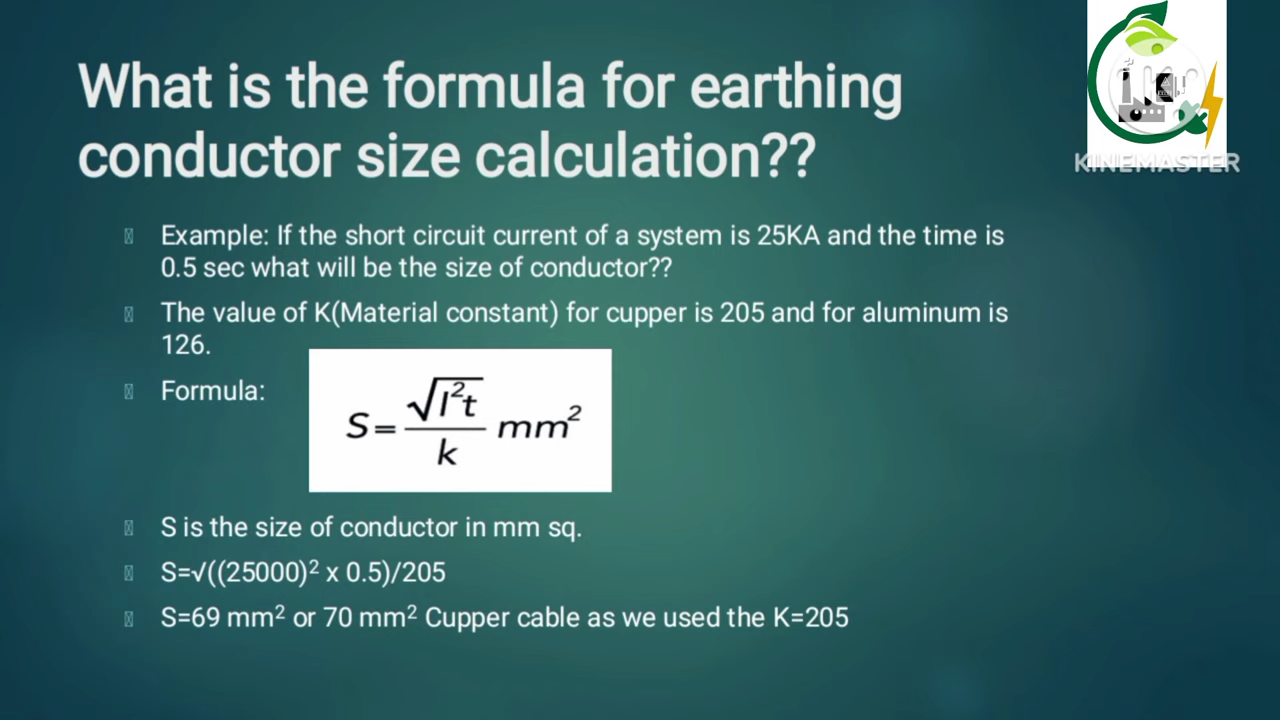 What is the formula for earthing
conductor size calculation??
KINEMASTER
Example: If the short circuit current of a system is 25KA and the time is
0.5 sec what will be the size of conductor??
The value of K(Material constant) for cupper is 205 and for aluminum is
126.
Formula:
S=√I²t/k mm²
S is the size of conductor in mm sq.
S=√((25000)² x 0.5)/205
S=69 mm² or 70 mm² Cupper cable as we used the K=205